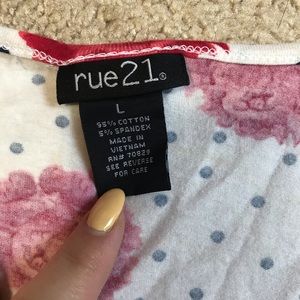 rue21®
L
95% COTTON
5% SPANDEX
MADE IN
VIETNAM
RN# 70829
SEE REVERSE
FOR CARE